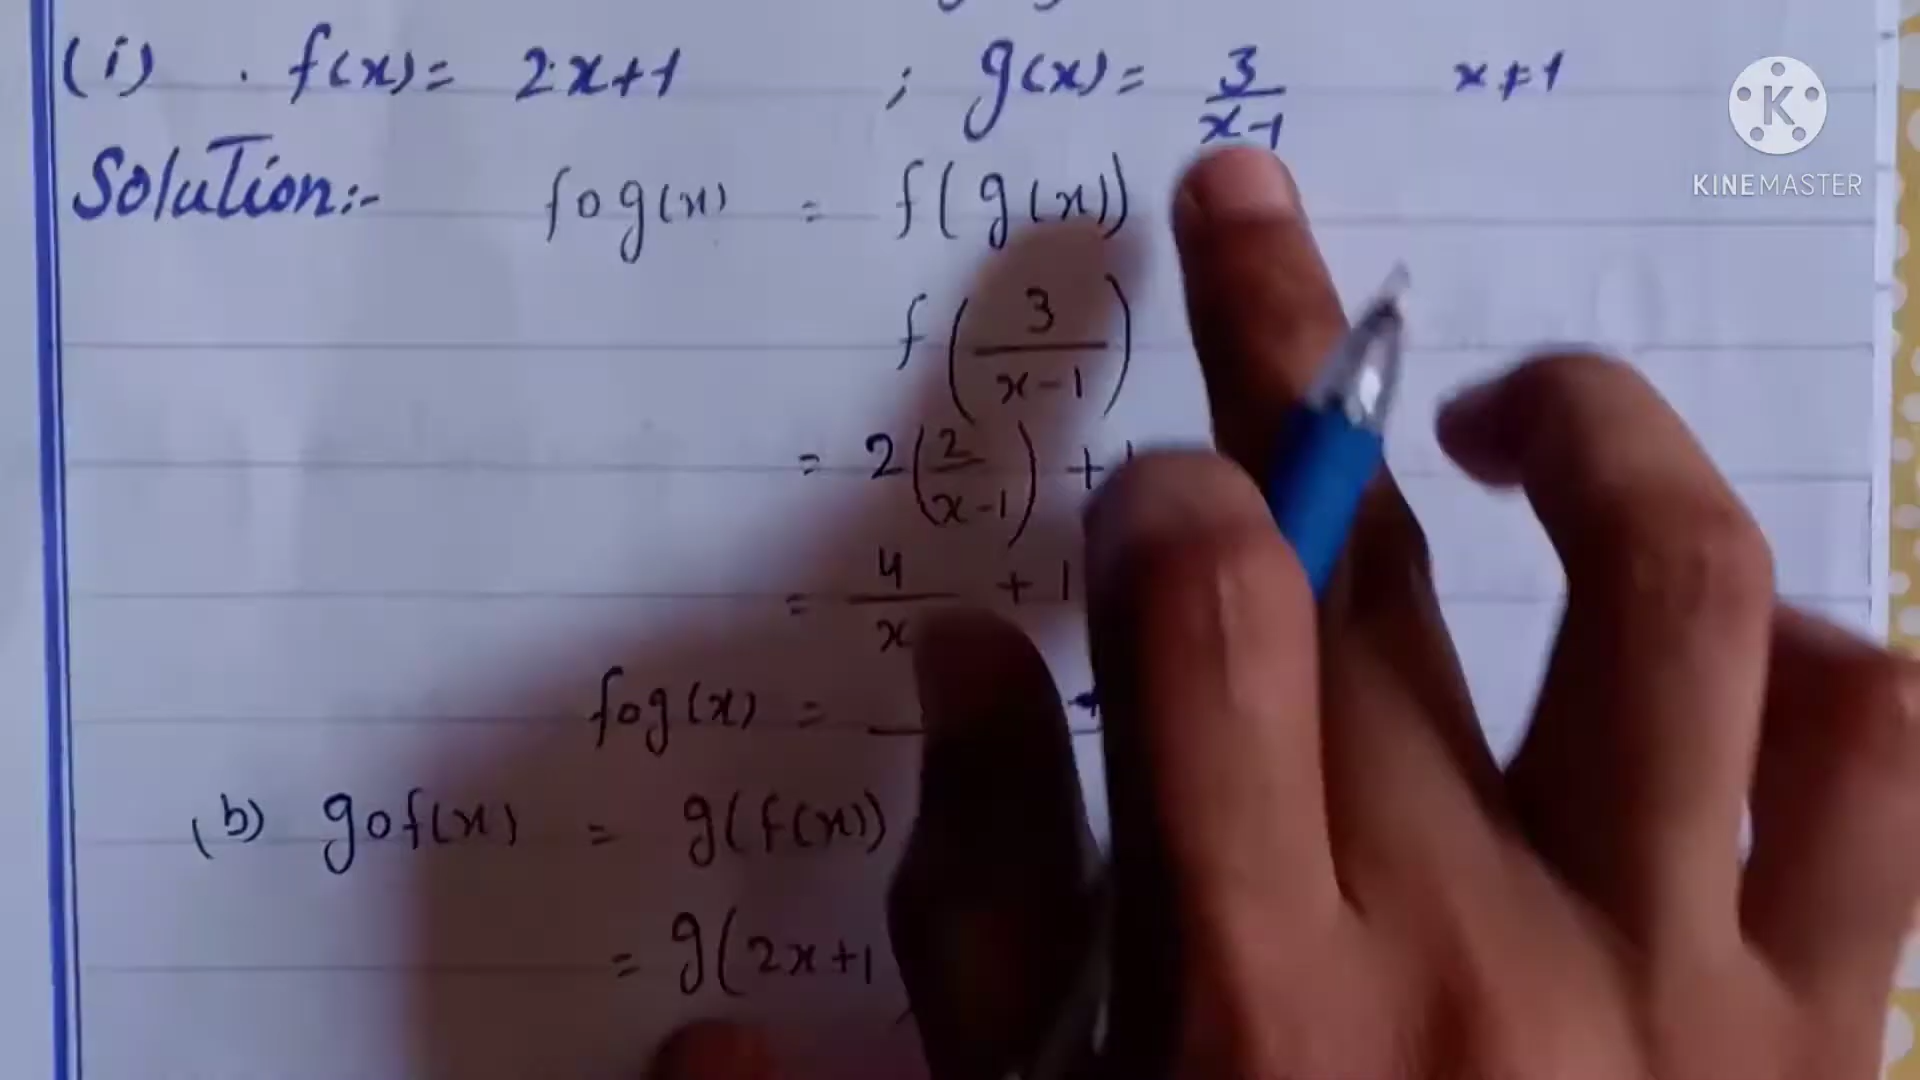 (i) . f(x) = 2x+1 ; g(x) = 3/(x-1) x≠1
Solution:- fog(x) = f(g(x))
f(3/(x-1))
= 2(2/(x-1)) +
= 4/x + 1
fog(x) =
(b) gof(x) = g(f(x))
= g(2x+1
K
KINEMASTER